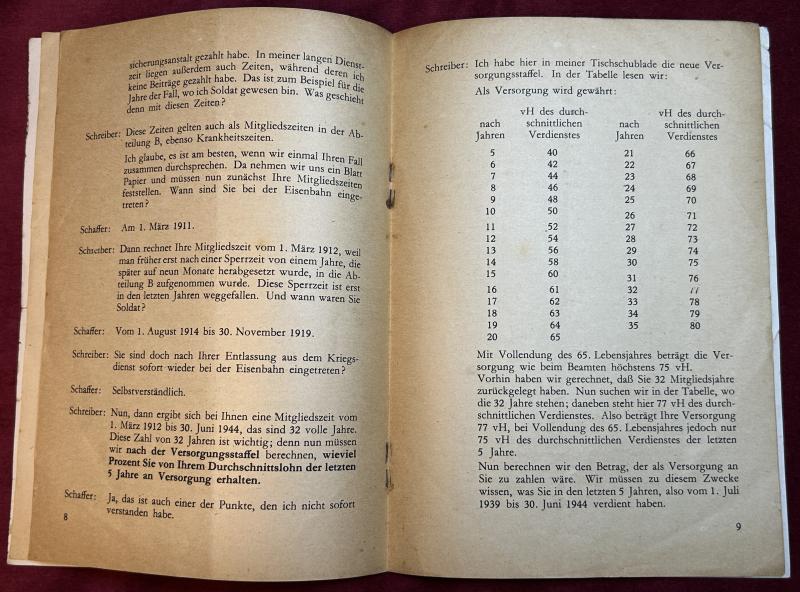 sicherungsanstalt gezahlt habe. In meiner langen Dienst-
zeit liegen außerdem auch Zeiten, während deren ich
keine Beiträge gezahlt habe. Das ist zum Beispiel für die
Jahre der Fall, wo ich Soldat gewesen bin. Was geschieht
denn mit diesen Zeiten?
Schreiber: Diese Zeiten gelten auch als Mitgliedszeiten in der Ab-
teilung B, ebenso Krankheitszeiten.
Ich glaube, es ist am besten, wenn wir einmal Ihren Fall
zusammen durchsprechen. Da nehmen wir uns ein Blatt
Papier und müssen nun zunächst Ihre Mitgliedszeiten
feststellen. Wann sind Sie bei der Eisenbahn einge-
treten?
Schaffer: Am 1. März 1911.
Schreiber: Dann rechnet Ihre Mitgliedszeit vom 1. März 1912, weil
man früher erst nach einer Sperrzeit von einem Jahre, die
später auf neun Monate herabgesetzt wurde, in die Ab-
teilung B aufgenommen wurde. Diese Sperrzeit ist erst
in den letzten Jahren weggefallen. Und wann waren Sie
Soldat?
Schaffer: Vom 1. August 1914 bis 30. November 1919.
Schreiber: Sie sind doch nach Ihrer Entlassung aus dem Kriegs-
dienst sofort wieder bei der Eisenbahn eingetreten?
Schaffer: Selbstverständlich.
Schreiber: Nun, dann ergibt sich bei Ihnen eine Mitgliedszeit vom
1. März 1912 bis 30. Juni 1944, das sind 32 volle Jahre.
Diese Zahl von 32 Jahren ist wichtig; denn nun müssen
wir nach der Versorgungsstaffel berechnen, wieviel
Prozent Sie von Ihrem Durchschnittslohn der letzten
5 Jahre an Versorgung erhalten.
Schaffer: Ja, das ist auch einer der Punkte, den ich nicht sofort
verstanden habe.
8
Schreiber: Ich habe hier in meiner Tischschublade die neue Ver-
sorgungsstaffel. In der Tabelle lesen wir:
Als Versorgung wird gewährt:
nach Jahren vH des durch-schnittlichen Verdienstes nach Jahren vH des durch-schnittlichen Verdienstes
5 40 21 66
6 42 22 67
7 44 23 68
8 46 24 69
9 48 25 70
10 50 26 71
11 52 27 72
12 54 28 73
13 56 29 74
14 58 30 75
15 60 31 76
16 61 32
17 62 33 78
18 63 34 79
19 64 35 80
20 65
Mit Vollendung des 65. Lebensjahres beträgt die Ver-
sorgung wie beim Beamten höchstens 75 vH.
Vorhin haben wir gerechnet, daß Sie 32 Mitgliedsjahre
zurückgelegt haben. Nun suchen wir in der Tabelle, wo
die 32 Jahre stehen; daneben steht hier 77 vH des durch-
schnittlichen Verdienstes. Also beträgt Ihre Versorgung
77 vH, bei Vollendung des 65. Lebensjahres jedoch nur
75 vH des durchschnittlichen Verdienstes der letzten
5 Jahre.
Nun berechnen wir den Betrag, der als Versorgung an
Sie zu zahlen wäre. Wir müssen zu diesem Zwecke
wissen, was Sie in den letzten 5 Jahren, also vom 1. Juli
1939 bis 30. Juni 1944 verdient haben.
9